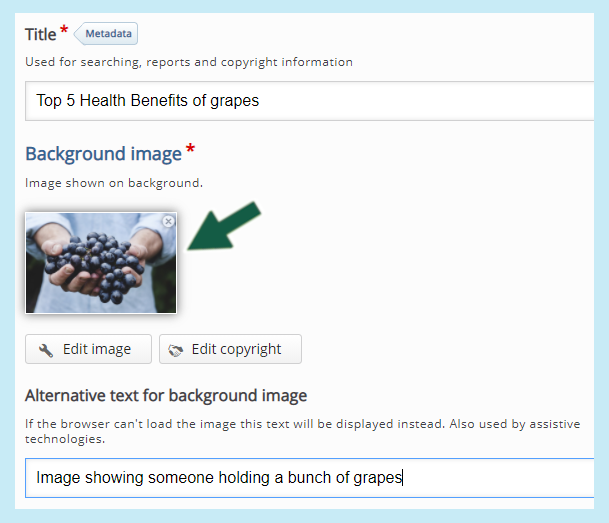 Title *
Metadata
Used for searching, reports and copyright information
Top 5 Health Benefits of grapes
Background image *
Image shown on background.
Edit image
Edit copyright
Alternative text for background image
If the browser can't load the image this text will be displayed instead. Also used by assistive
technologies.
Image showing someone holding a bunch of grapes